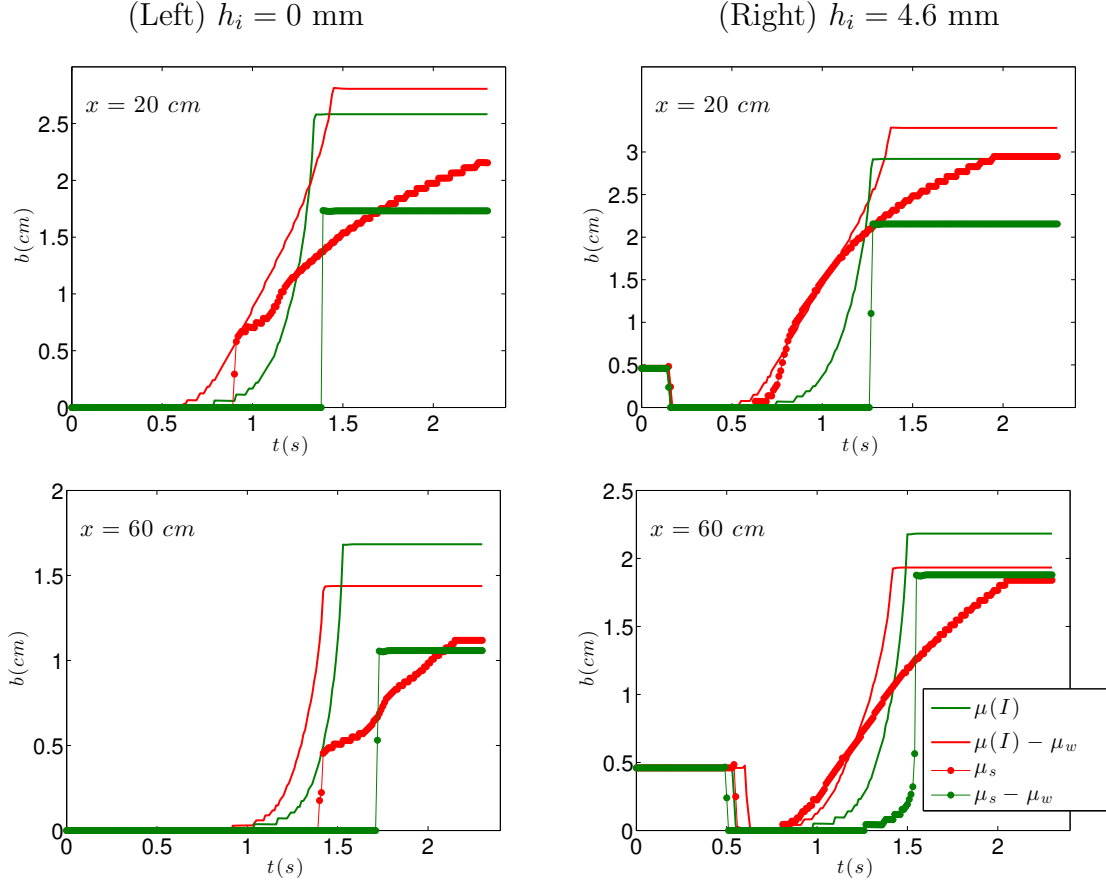 (Left) h_i = 0 mm
(Right) h_i = 4.6 mm
x = 20 cm
b(cm)
2.5
2
1.5
1
0.5
0
0 0.5 1 1.5 2
t(s)
x = 20 cm
b(cm)
3
2.5
2
1.5
1
0.5
0
0 0.5 1 1.5 2
t(s)
x = 60 cm
b(cm)
2
1.5
1
0.5
0
0 0.5 1 1.5 2
t(s)
x = 60 cm
b(cm)
2.5
2
1.5
1
0.5
0
0 0.5 1 1.5 2
t(s)
μ(I)
μ(I) − μ_w
μ_s
μ_s − μ_w